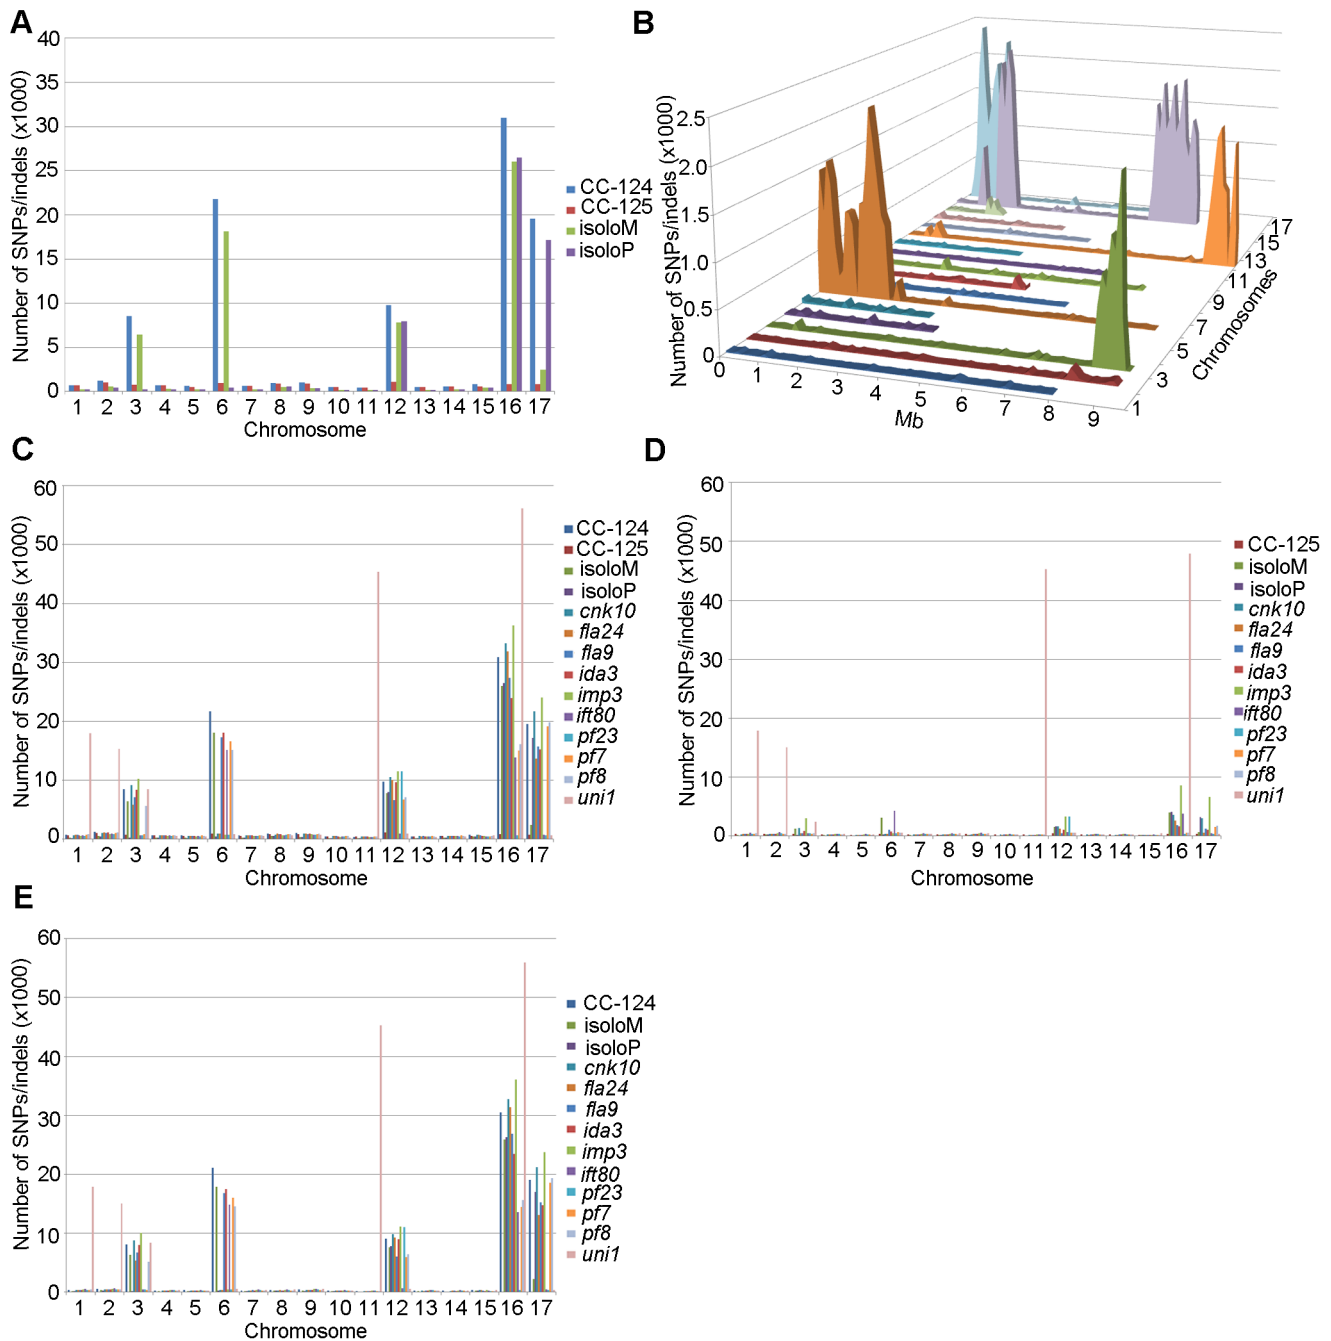 A
Number of SNPs/indels (x1000)
40
35
30
25
20
15
10
5
0
1 2 3 4 5 6 7 8 9 10 11 12 13 14 15 16 17
Chromosome
CC-124
CC-125
isoloM
isoloP
B
Number of SNPs/indels (x1000)
2.5
2.0
1.5
1.0
0.5
0
0 1 2 3 4 5 6 7 8 9
Mb
1 3 5 7 9 11 13 15 17
Chromosomes
C
Number of SNPs/indels (x1000)
60
50
40
30
20
10
0
1 2 3 4 5 6 7 8 9 10 11 12 13 14 15 16 17
Chromosome
CC-124
CC-125
isoloM
isoloP
cnk10
fla24
fla9
ida3
imp3
ift80
pf23
pf7
pf8
uni1
D
Number of SNPs/indels (x1000)
60
50
40
30
20
10
0
1 2 3 4 5 6 7 8 9 10 11 12 13 14 15 16 17
Chromosome
CC-125
isoloM
isoloP
cnk10
fla24
fla9
ida3
imp3
ift80
pf23
pf7
pf8
uni1
E
Number of SNPs/indels (x1000)
60
50
40
30
20
10
0
1 2 3 4 5 6 7 8 9 10 11 12 13 14 15 16 17
Chromosome
CC-124
isoloM
isoloP
cnk10
fla24
fla9
ida3
imp3
ift80
pf23
pf7
pf8
uni1